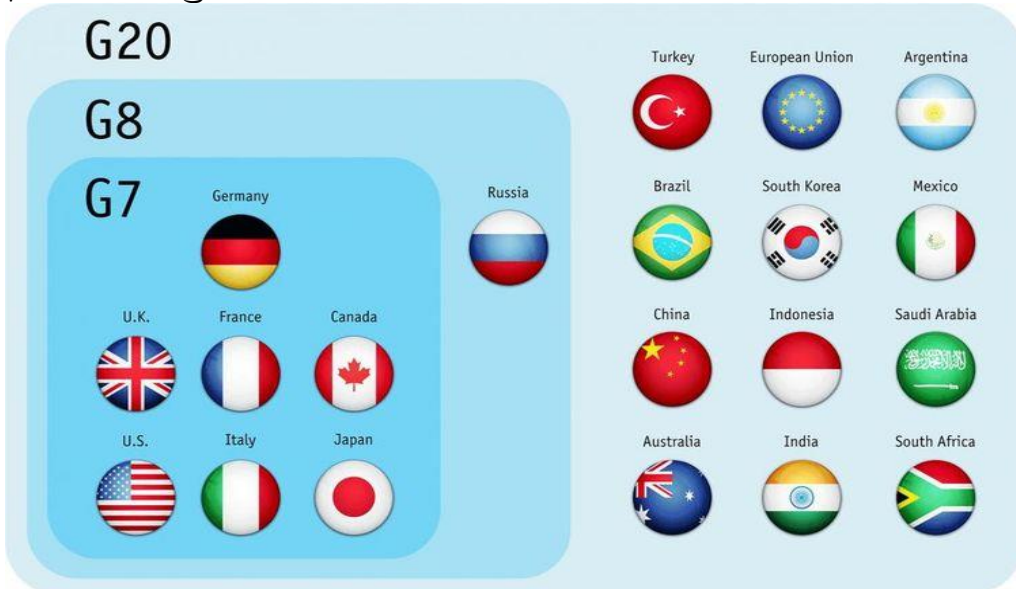 G20
G8
G7
Germany
U.K.
France
Canada
U.S.
Italy
Japan
Russia
Turkey
European Union
Argentina
Brazil
South Korea
Mexico
China
Indonesia
Saudi Arabia
Australia
India
South Africa